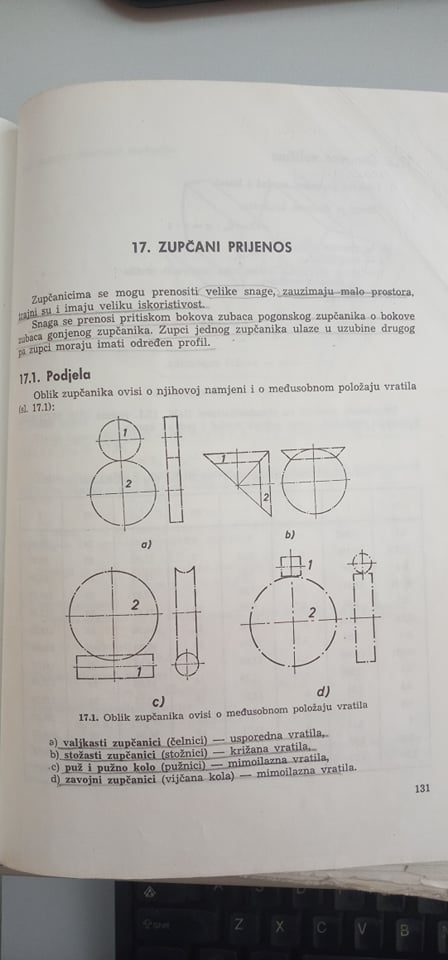 17. ZUPČANI PRIJENOS
Zupčanicima se mogu prenositi velike snage, zauzimaju malo prostora,
trajni su i imaju veliku iskoristivost.
Snaga se prenosi pritiskom bokova zubaca pogonskog zupčanika o bokove
zubaca gonjenog zupčanika. Zupci jednog zupčanika ulaze u uzubine drugog
pa zupci moraju imati određen profil.
17.1. Podjela
Oblik zupčanika ovisi o njihovoj namjeni i o međusobnom položaju vratila
(sl. 17.1):
1
2
a)
1
2
b)
2
1
c)
1
2
d)
17.1. Oblik zupčanika ovisi o međusobnom položaju vratila
a) valjkasti zupčanici (čelnici) — usporedna vratila,
b) stožasti zupčanici (stožnici) — križana vratila,
c) puž i pužno kolo (pužnici) — mimoilazna vratila,
d) zavojni zupčanici (vijčana kola) — mimoilazna vratila.
131
Shift
Z X C V B